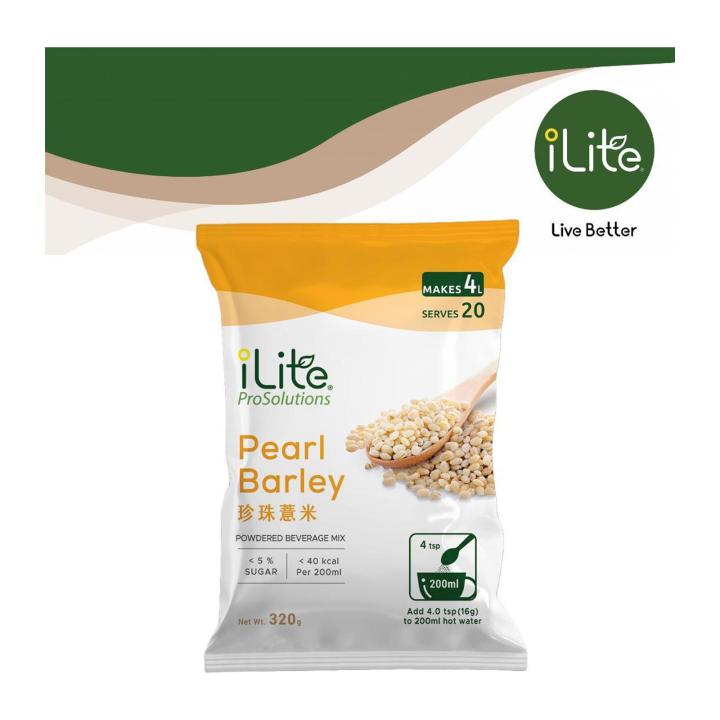 iLite®
Live Better
MAKES 4L
SERVES 20
iLite®
ProSolutions
Pearl
Barley
珍珠薏米
POWDERED BEVERAGE MIX
< 5 %
SUGAR
< 40 kcal
Per 200ml
4 tsp
200ml
Add 4.0 tsp(16g)
to 200ml hot water
Net Wt. 320g